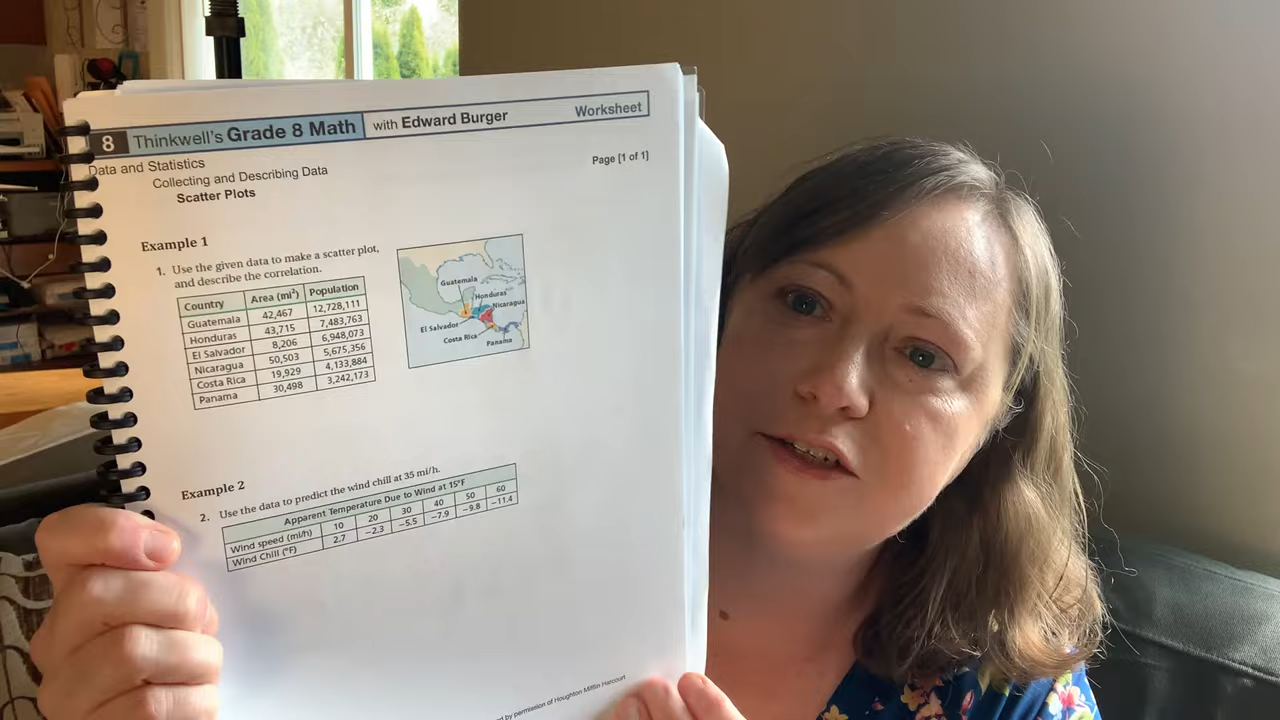 8 Thinkwell's Grade 8 Math with Edward Burger Worksheet
Data and Statistics
Page [1 of 1]
Collecting and Describing Data
Scatter Plots
Example 1
1. Use the given data to make a scatter plot,
and describe the correlation.
Country Area (mi²) Population
Guatemala 42,467 12,728,111
Honduras 43,715 7,483,763
El Salvador 8,206 6,948,073
Nicaragua 50,503 5,675,356
Costa Rica 19,929 4,133,884
Panama 30,498 3,242,173
Guatemala
Honduras
Nicaragua
El Salvador
Costa Rica
Panama
Example 2
2. Use the data to predict the wind chill at 35 mi/h.
Apparent Temperature Due to Wind at 15°F
Wind speed (mi/h) 10 20 30 40 50 60
Wind Chill (°F) 2.7 −2.3 −5.5 −7.9 −9.8 −11.4
by permission of Houghton Mifflin Harcourt